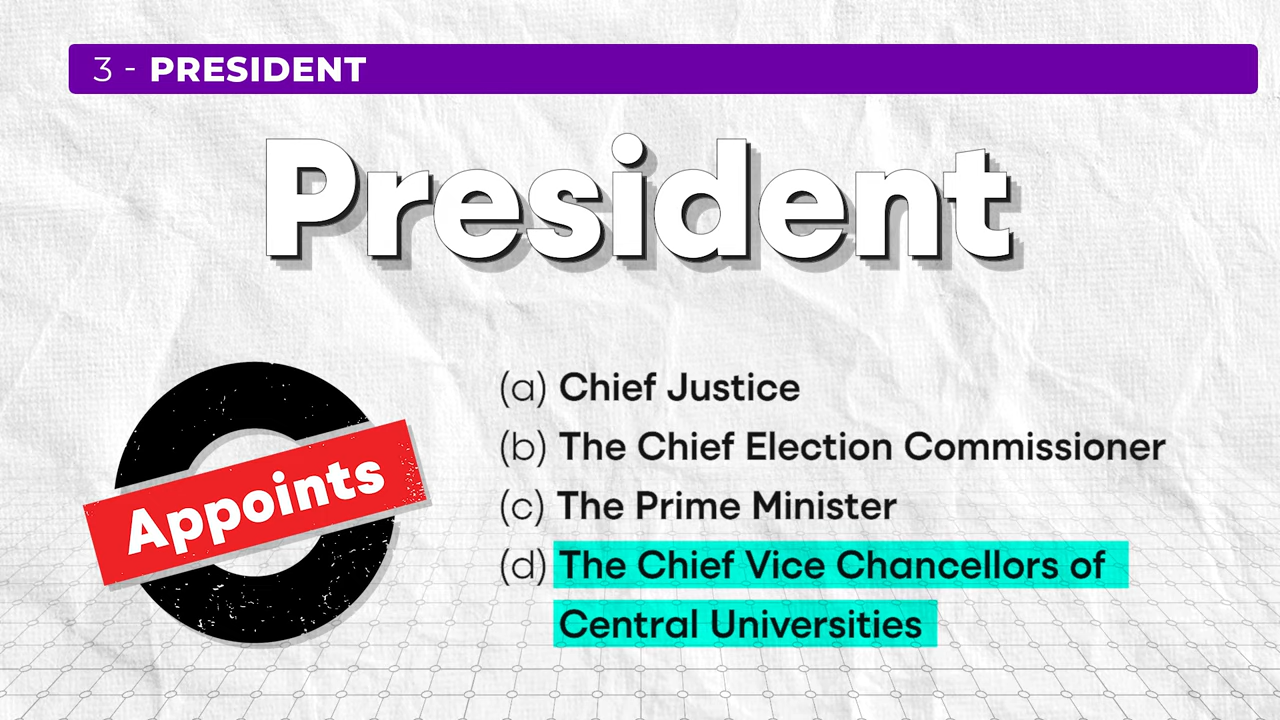 3 - PRESIDENT
President
Appoints
(a) Chief Justice
(b) The Chief Election Commissioner
(c) The Prime Minister
(d) The Chief Vice Chancellors of
Central Universities